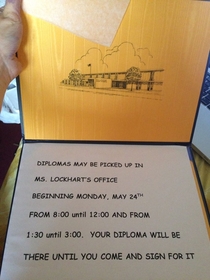 DIPLOMAS MAY BE PICKED UP IN
MS. LOCKHART'S OFFICE
BEGINNING MONDAY, MAY 24TH
FROM 8:00 until 12:00 AND FROM
1:30 until 3:00. YOUR DIPLOMA WILL BE
THERE UNTIL YOU COME AND SIGN FOR IT